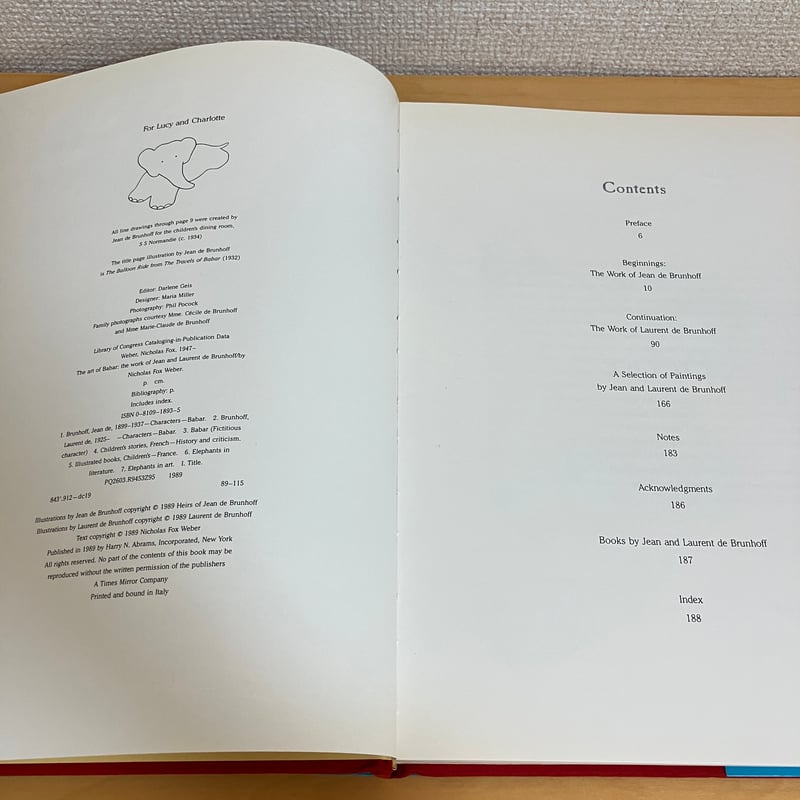 For Lucy and Charlotte
All line drawings through page 9 were created by
Jean de Brunhoff for the children's dining room,
S S Normandie (c. 1934)
The title page illustration by Jean de Brunhoff
is The Balloon Ride from The Travels of Babar (1932)
Editor: Darlene Geis
Designer: Maria Miller
Photography: Phil Pocock
Family photographs courtesy Mme. Cécile de Brunhoff
and Mme Marie-Claude de Brunhoff
Library of Congress Cataloging-in-Publication Data
Weber, Nicholas Fox, 1947–
The art of Babar: the work of Jean and Laurent de Brunhoff/by
Nicholas Fox Weber.
p. cm.
Bibliography: p.
Includes index.
ISBN 0–8109–1893–5
1. Brunhoff, Jean de, 1899–1937—Characters—Babar. 2. Brunhoff,
Laurent de, 1925– —Characters—Babar. 3. Babar (Fictitious
character) 4. Children's stories, French—History and criticism.
5. Illustrated books, Children's—France. 6. Elephants in
literature. 7. Elephants in art. I. Title.
PQ2603.R9453Z95 1989
843'.912–dc19 89–115
Illustrations by Jean de Brunhoff copyright © 1989 Heirs of Jean de Brunhoff
Illustrations by Laurent de Brunhoff copyright © 1989 Laurent de Brunhoff
Text copyright © 1989 Nicholas Fox Weber
Published in 1989 by Harry N. Abrams, Incorporated, New York
All rights reserved. No part of the contents of this book may be
reproduced without the written permission of the publishers
A Times Mirror Company
Printed and bound in Italy
Contents
Preface
6
Beginnings:
The Work of Jean de Brunhoff
10
Continuation:
The Work of Laurent de Brunhoff
90
A Selection of Paintings
by Jean and Laurent de Brunhoff
166
Notes
183
Acknowledgments
186
Books by Jean and Laurent de Brunhoff
187
Index
188